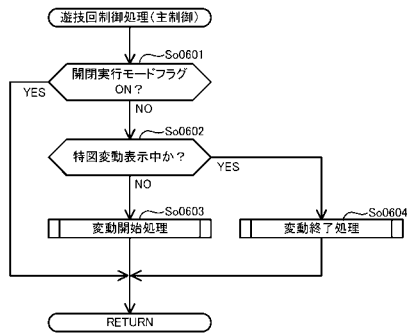 遊技回制御処理(主制御)
So0601
開閉実行モードフラグ
ON?
YES
NO
So0602
特図変動表示中か?
YES
NO
So0603
変動開始処理
So0604
変動終了処理
RETURN